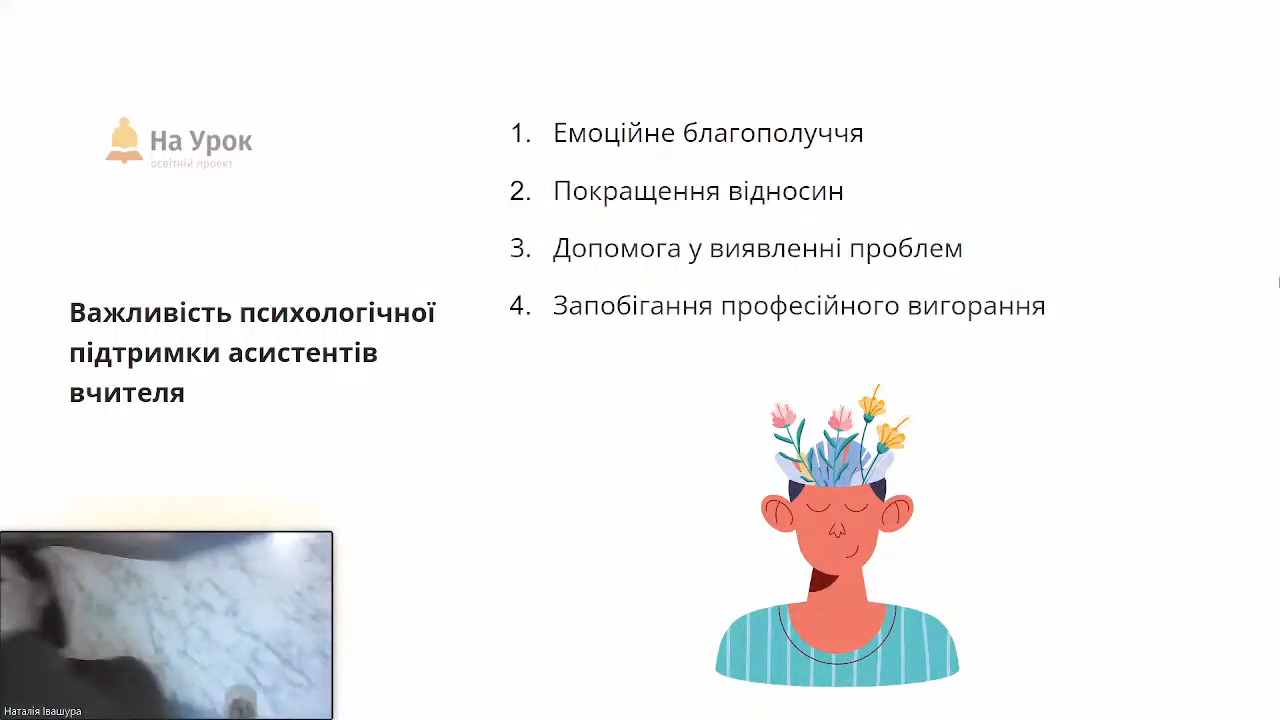 На Урок
освітній проект
Важливість психологічної
підтримки асистентів
вчителя
1. Емоційне благополуччя
2. Покращення відносин
3. Допомога у виявленні проблем
4. Запобігання професійного вигорання
Наталія Івашура